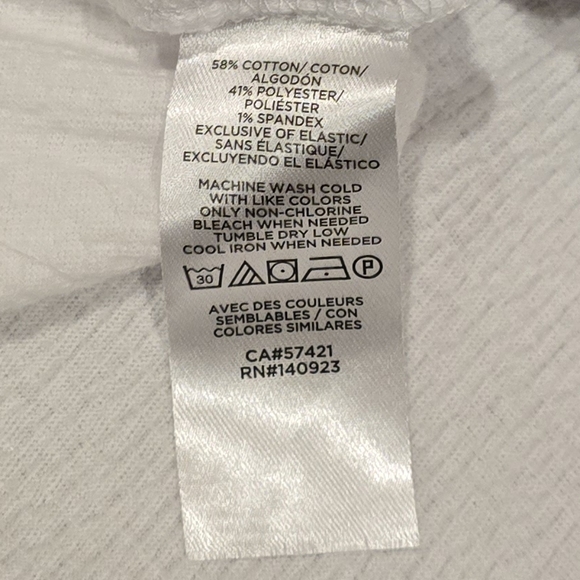 58% COTTON/ COTON/
ALGODÓN
41% POLYESTER/
POLIÉSTER
1% SPANDEX
EXCLUSIVE OF ELASTIC/
SANS ÉLASTIQUE/
EXCLUYENDO EL ELÁSTICO
MACHINE WASH COLD
WITH LIKE COLORS
ONLY NON-CHLORINE
BLEACH WHEN NEEDED
TUMBLE DRY LOW
COOL IRON WHEN NEEDED
30 P
AVEC DES COULEURS
SEMBLABLES / CON
COLORES SIMILARES
CA#57421
RN#140923